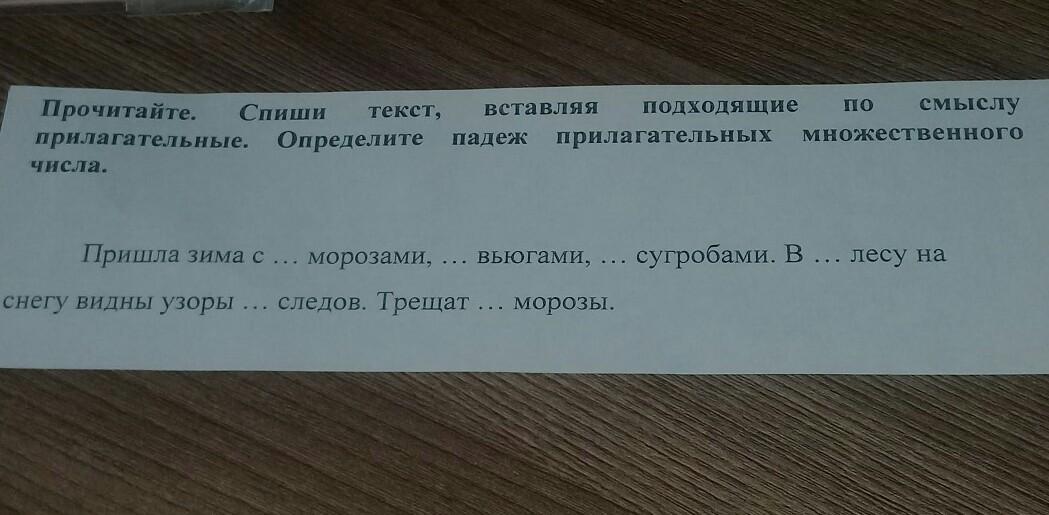 Прочитайте. Спиши текст, вставляя подходящие по смыслу
прилагательные. Определите падеж прилагательных множественного
числа.
Пришла зима с … морозами, … вьюгами, … сугробами. В … лесу на
снегу видны узоры … следов. Трещат … морозы.